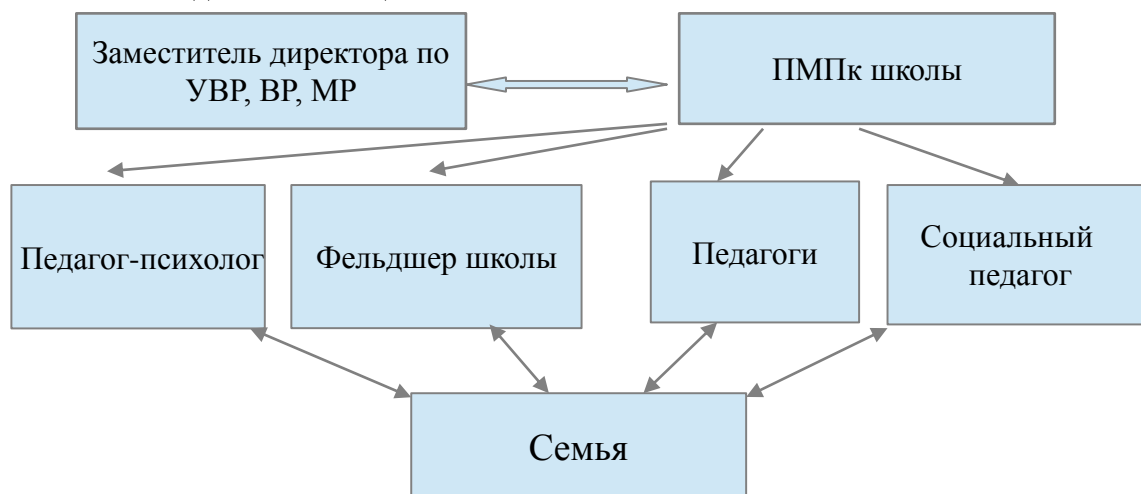 Заместитель директора по
УВР, ВР, МР
ПМПк школы
Педагог-психолог
Фельдшер школы
Педагоги
Социальный
педагог
Семья